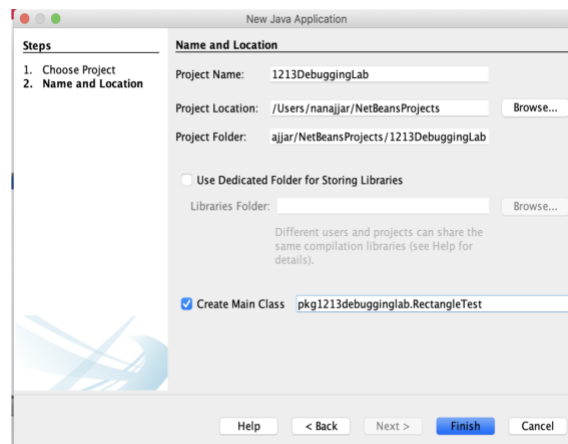 New Java Application
Steps
1. Choose Project
2. Name and Location
Name and Location
Project Name: 1213DebuggingLab
Project Location: /Users/nanajjar/NetBeansProjects Browse...
Project Folder: ajjar/NetBeansProjects/1213DebuggingLab
Use Dedicated Folder for Storing Libraries
Libraries Folder: Browse...
Different users and projects can share the
same compilation libraries (see Help for
details).
Create Main Class pkg1213debugginglab.RectangleTest
Help < Back Next > Finish Cancel